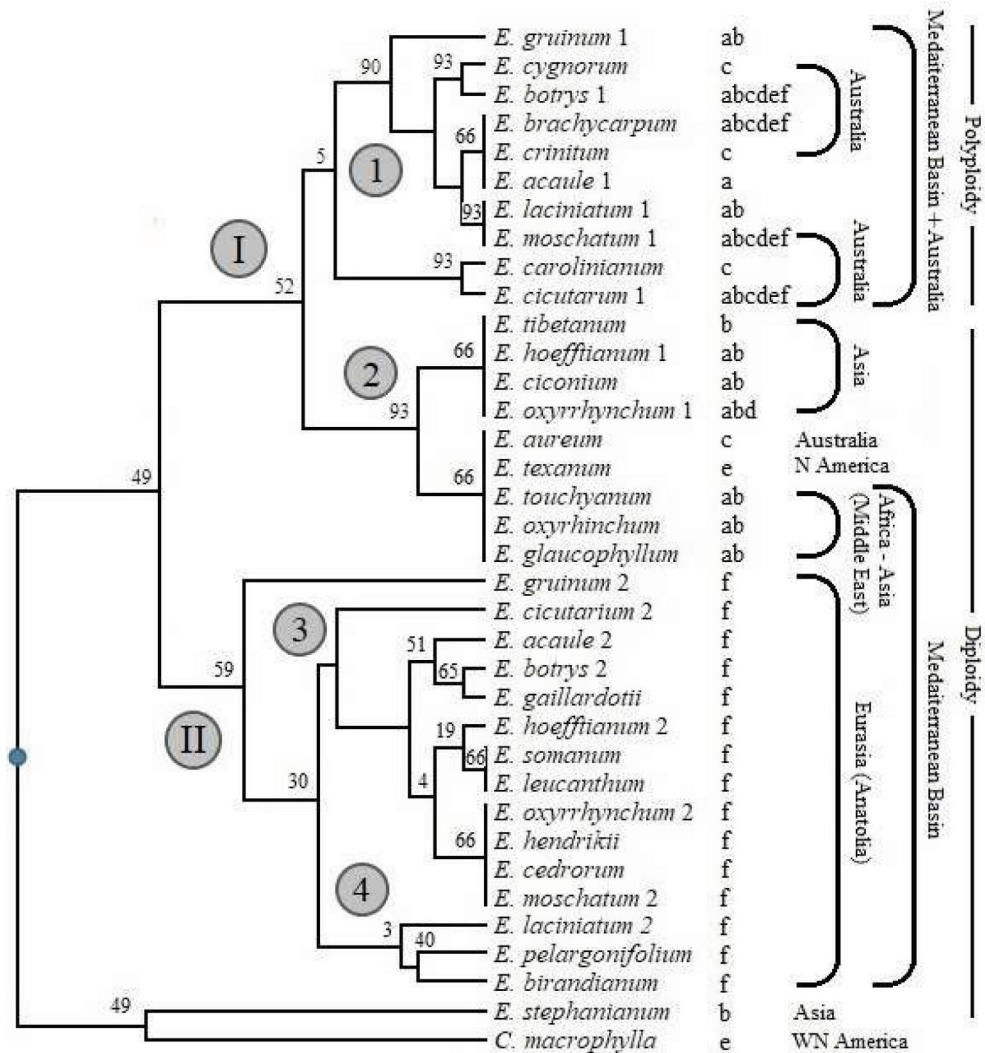 E. gruinum 1 ab
E. cygnorum c
E. botrys 1 abcdef
E. brachycarpum abcdef
E. crinitum c
E. acaule 1 a
E. laciniatum 1 ab
E. moschatum 1 abcdef
E. carolinianum c
E. cicutarum 1 abcdef
E. tibetanum b
E. hoefftianum 1 ab
E. ciconium ab
E. oxyrrhynchum 1 abd
E. aureum c Australia
E. texanum e N America
E. touchyanum ab
E. oxyrhinchum ab
E. glaucophyllum ab
E. gruinum 2 f
E. cicutarium 2 f
E. acaule 2 f
E. botrys 2 f
E. gaillardotii f
E. hoefftianum 2 f
E. somanum f
E. leucanthum f
E. oxyrrhynchum 2 f
E. hendrikii f
E. cedrorum f
E. moschatum 2 f
E. laciniatum 2 f
E. pelargonifolium f
E. birandianum f
E. stephanianum b Asia
C. macrophylla e WN America
90
93
66
5
1
93
I
93
52
2
66
93
66
49
3
59
51
65
II
19
66
30
4
66
4
3
40
49
Australia
Australia
Asia
Africa - Asia
(Middle East)
Eurasia (Anatolia)
Medaiterranean Basin + Australia
Medaiterranean Basin
Polyploidy
Diploidy